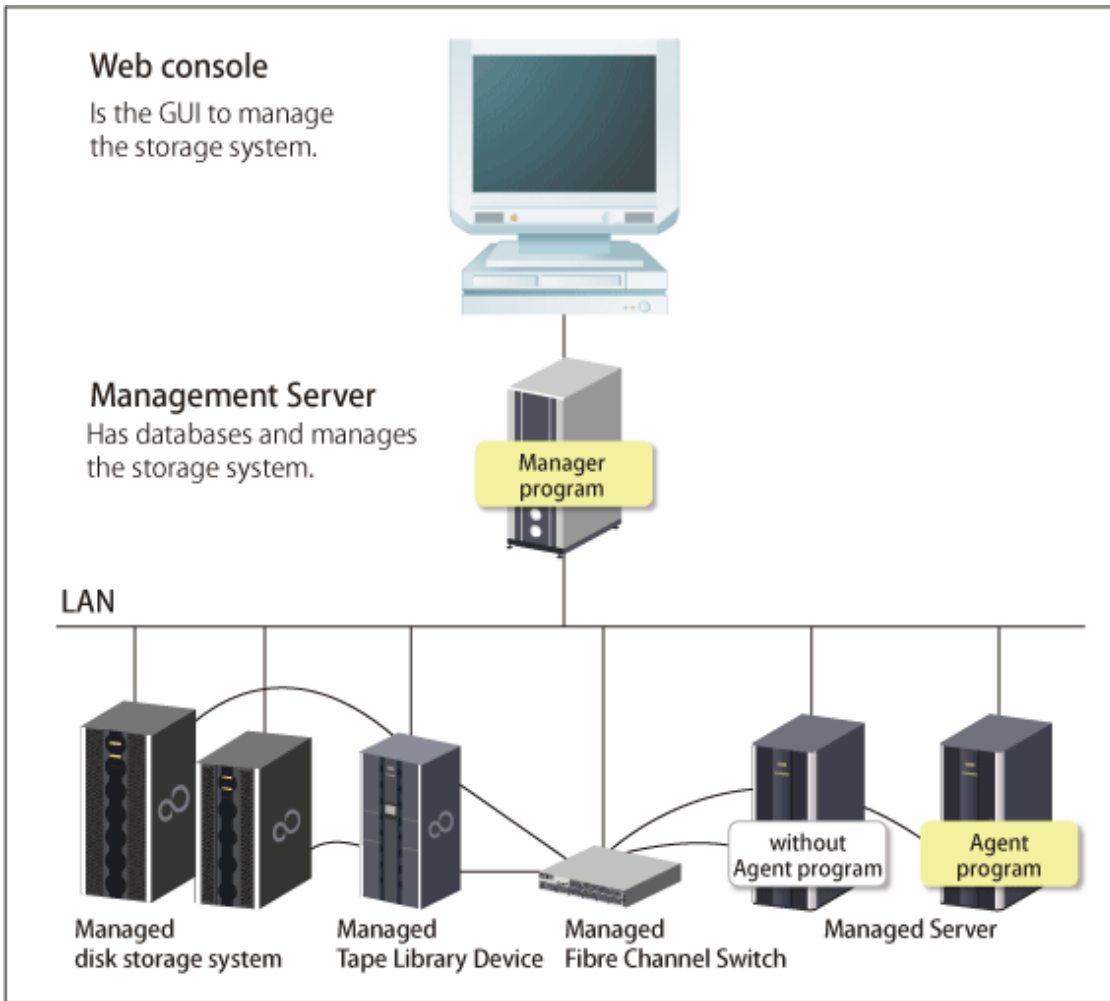 Web console
Is the GUI to manage
the storage system.
Management Server
Has databases and manages
the storage system.
Manager
program
LAN
without
Agent program
Agent
program
Managed
disk storage system
Managed
Tape Library Device
Managed
Fibre Channel Switch
Managed Server